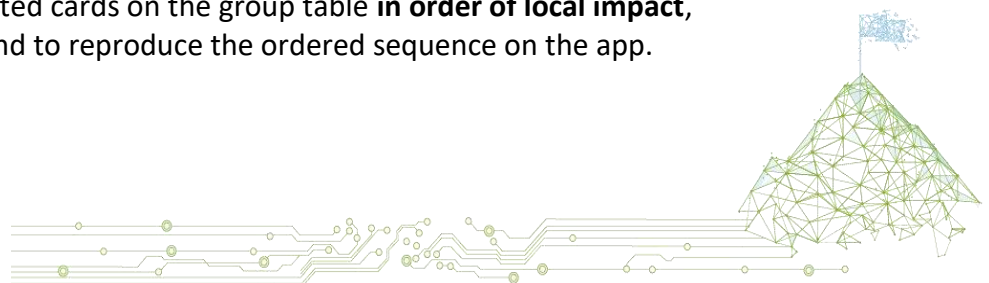 ted cards on the group table in order of local impact,
nd to reproduce the ordered sequence on the app.